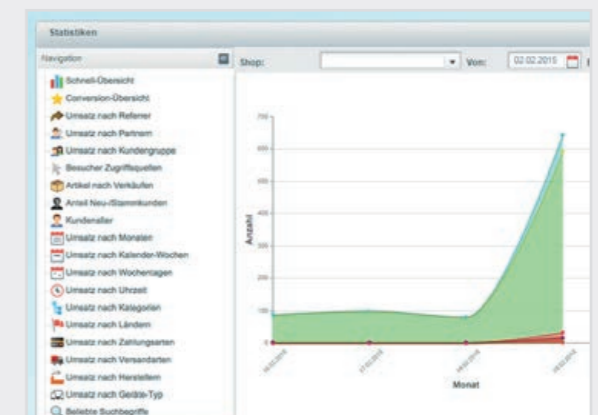 Statistiken
Navigation
Shop:
Von:
02.02.2015
Schnell-Übersicht
Conversion-Übersicht
Umsatz nach Referrer
Umsatz nach Partnern
Umsatz nach Kundengruppe
Besucher Zugriffsquellen
Artikel nach Verkäufen
Anteil Neu-/Stammkunden
Kundenalter
Umsatz nach Monaten
Umsatz nach Kalender-Wochen
Umsatz nach Wochentagen
Umsatz nach Uhrzeit
Umsatz nach Kategorien
Umsatz nach Ländern
Umsatz nach Zahlungsarten
Umsatz nach Versandarten
Umsatz nach Herstellern
Umsatz nach Geräte-Typ
Beliebte Suchbegriffe
Anzahl
700
600
500
400
300
200
100
0
Monat